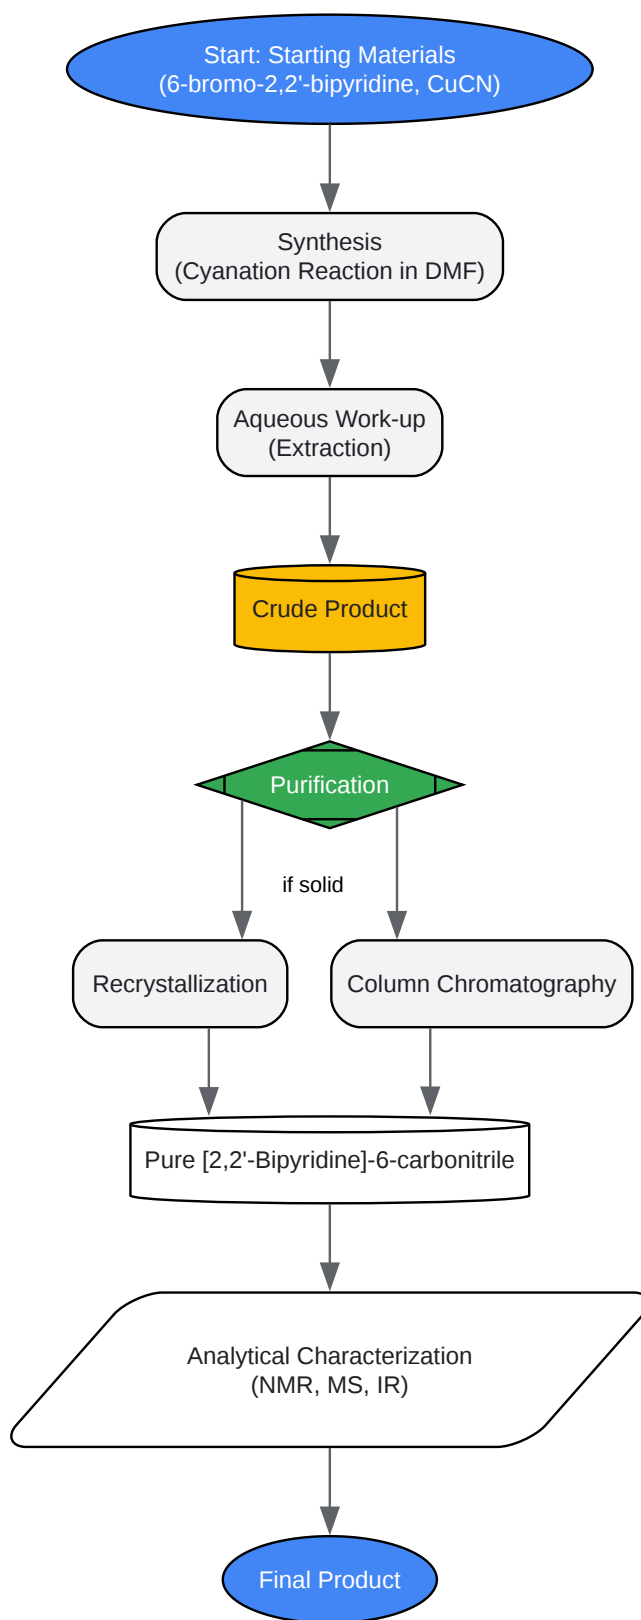 Start: Starting Materials
(6-bromo-2,2'-bipyridine, CuCN)
Synthesis
(Cyanation Reaction in DMF)
Aqueous Work-up
(Extraction)
Crude Product
Purification
if solid
Recrystallization
Column Chromatography
Pure [2,2'-Bipyridine]-6-carbonitrile
Analytical Characterization
(NMR, MS, IR)
Final Product